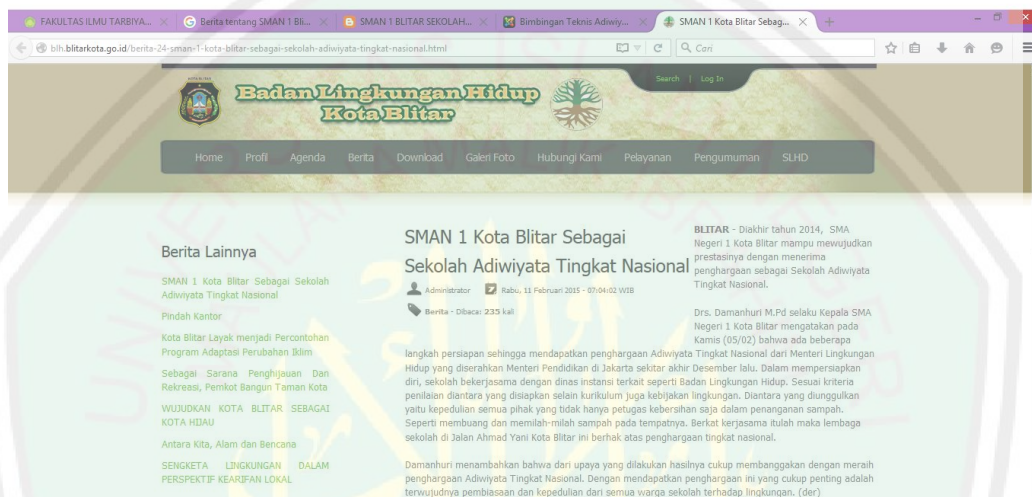 FAKULTAS ILMU TARBIYA...
Berita tentang SMAN 1 Bli...
SMAN 1 BLITAR SEKOLAH...
Bimbingan Teknis Adiwiy...
SMAN 1 Kota Blitar Sebag...
blh.blitarkota.go.id/berita-24-sman-1-kota-blitar-sebagai-sekolah-adiwiyata-tingkat-nasional.html
Cari
Badan Lingkungan Hidup
Kota Blitar
Search | Log In
Home Profil Agenda Berita Download Galeri Foto Hubungi Kami Pelayanan Pengumuman SLHD
Berita Lainnya
SMAN 1 Kota Blitar Sebagai Sekolah
Adiwiyata Tingkat Nasional
Pindah Kantor
Kota Blitar Layak menjadi Percontohan
Program Adaptasi Perubahan Iklim
Sebagai Sarana Penghijauan Dan
Rekreasi, Pemkot Bangun Taman Kota
WUJUDKAN KOTA BLITAR SEBAGAI
KOTA HIJAU
Antara Kita, Alam dan Bencana
SENGKETA LINGKUNGAN DALAM
PERSPEKTIF KEARIFAN LOKAL
SMAN 1 Kota Blitar Sebagai
Sekolah Adiwiyata Tingkat Nasional
Administrator Rabu, 11 Februari 2015 - 07:04:02 WIB
Berita - Dibaca: 235 kali
BLITAR - Diakhir tahun 2014, SMA
Negeri 1 Kota Blitar mampu mewujudkan
prestasinya dengan menerima
penghargaan sebagai Sekolah Adiwiyata
Tingkat Nasional.
Drs. Damanhuri M.Pd selaku Kepala SMA
Negeri 1 Kota Blitar mengatakan pada
Kamis (05/02) bahwa ada beberapa
langkah persiapan sehingga mendapatkan penghargaan Adiwiyata Tingkat Nasional dari Menteri Lingkungan
Hidup yang diserahkan Menteri Pendidikan di Jakarta sekitar akhir Desember lalu. Dalam mempersiapkan
diri, sekolah bekerjasama dengan dinas instansi terkait seperti Badan Lingkungan Hidup. Sesuai kriteria
penilaian diantara yang disiapkan selain kurikulum juga kebijakan lingkungan. Diantara yang diunggulkan
yaitu kepedulian semua pihak yang tidak hanya petugas kebersihan saja dalam penanganan sampah.
Seperti membuang dan memilah-milah sampah pada tempatnya. Berkat kerjasama itulah maka lembaga
sekolah di Jalan Ahmad Yani Kota Blitar ini berhak atas penghargaan tingkat nasional.
Damanhuri menambahkan bahwa dari upaya yang dilakukan hasilnya cukup membanggakan dengan meraih
penghargaan Adiwiyata Tingkat Nasional. Dengan mendapatkan penghargaan ini yang cukup penting adalah
terwujudnya pembiasaan dan kepedulian dari semua warga sekolah terhadap lingkungan. (der)